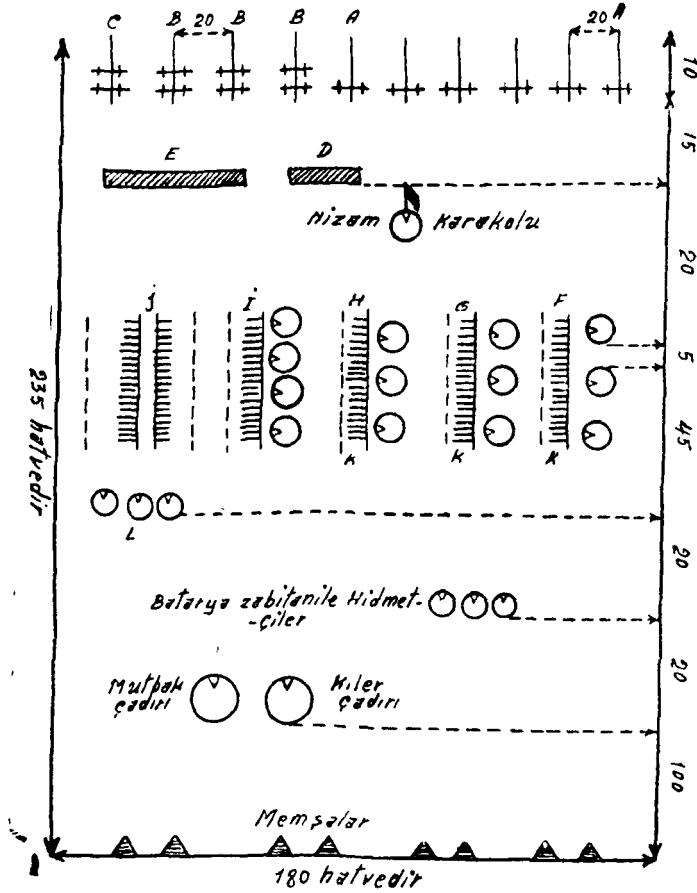 C B 20 B B A 20 A
10
15
E D
Nizam Karakolu
20
J İ H G F
5
235 hatvedir
45
K K K
L
20
Batarya zabitanile Hidmet-
-çiler
20
Mutpak
çadırı
Kiler
çadırı
100
Memşalar
180 hatvedir